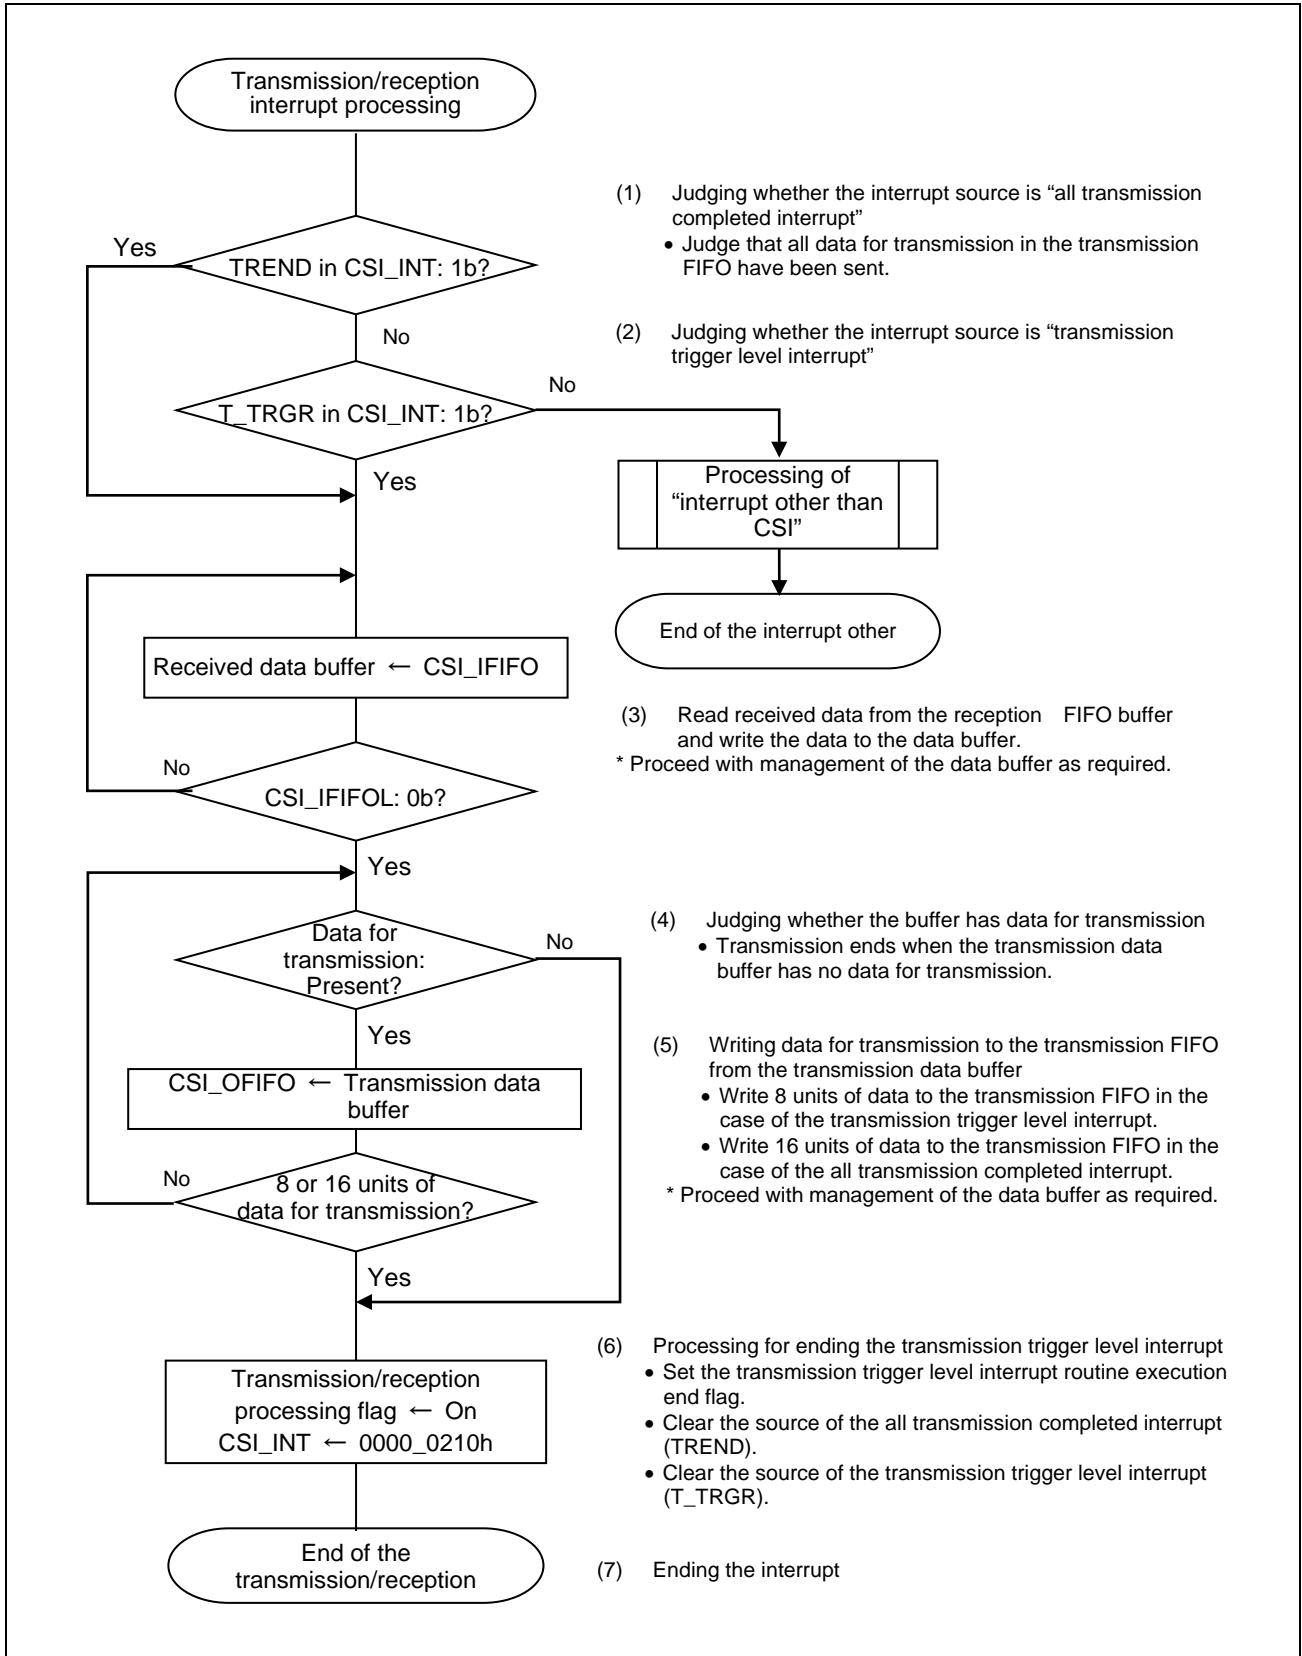 Transmission/reception
interrupt processing
(1) Judging whether the interrupt source is “all transmission
completed interrupt”
• Judge that all data for transmission in the transmission
FIFO have been sent.
Yes
TREND in CSI_INT: 1b?
No
(2) Judging whether the interrupt source is “transmission
trigger level interrupt”
No
T_TRGR in CSI_INT: 1b?
Yes
Processing of
“interrupt other than
CSI”
End of the interrupt other
Received data buffer ← CSI_IFIFO
(3) Read received data from the reception FIFO buffer
and write the data to the data buffer.
* Proceed with management of the data buffer as required.
No
CSI_IFIFOL: 0b?
Yes
Data for
transmission:
Present?
No
(4) Judging whether the buffer has data for transmission
• Transmission ends when the transmission data
buffer has no data for transmission.
Yes
CSI_OFIFO ← Transmission data
buffer
(5) Writing data for transmission to the transmission FIFO
from the transmission data buffer
• Write 8 units of data to the transmission FIFO in the
case of the transmission trigger level interrupt.
• Write 16 units of data to the transmission FIFO in the
case of the all transmission completed interrupt.
* Proceed with management of the data buffer as required.
No
8 or 16 units of
data for transmission?
Yes
Transmission/reception
processing flag ← On
CSI_INT ← 0000_0210h
(6) Processing for ending the transmission trigger level interrupt
• Set the transmission trigger level interrupt routine execution
end flag.
• Clear the source of the all transmission completed interrupt
(TREND).
• Clear the source of the transmission trigger level interrupt
(T_TRGR).
End of the
transmission/reception
(7) Ending the interrupt